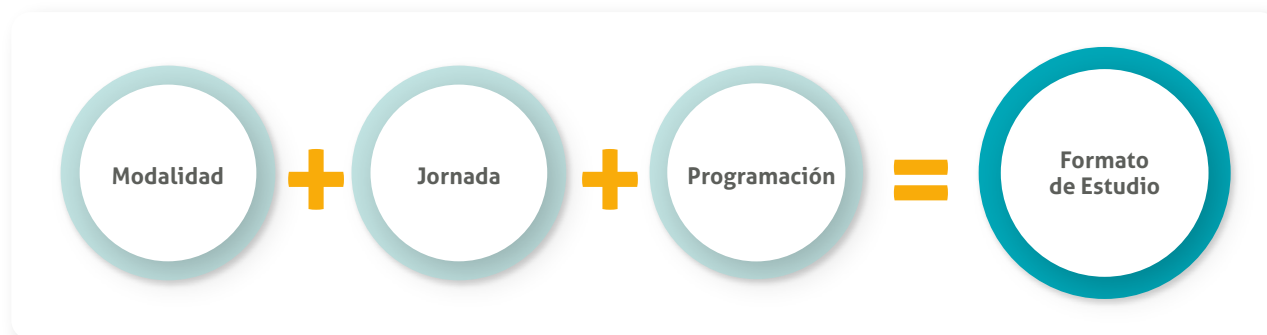 Modalidad
+
Jornada
+
Programación
=
Formato
de Estudio